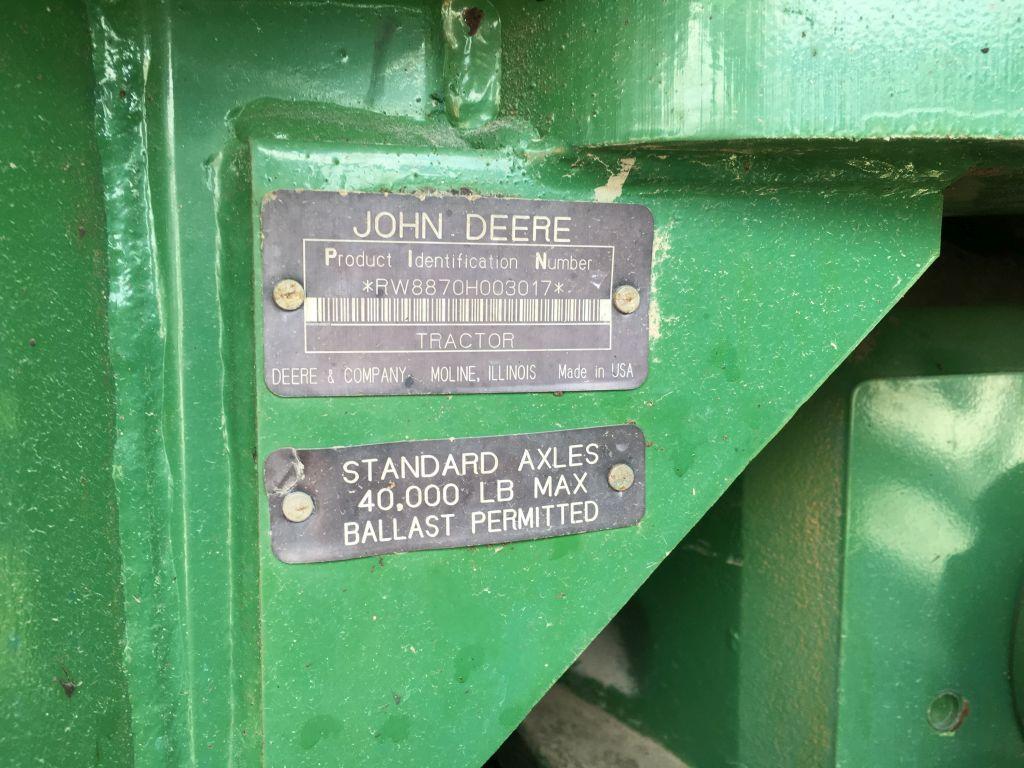 JOHN DEERE
Product Identification Number
*RW8870H003017*
TRACTOR
DEERE & COMPANY MOLINE, ILLINOIS Made in USA
STANDARD AXLES
40,000 LB MAX
BALLAST PERMITTED